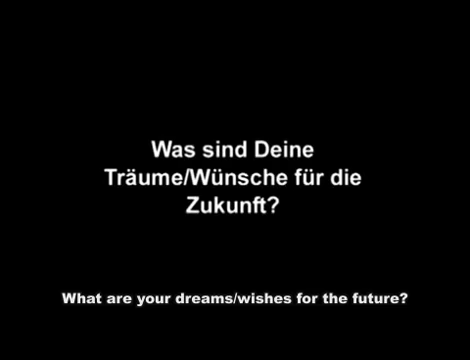 Was sind Deine
Träume/Wünsche für die
Zukunft?
What are your dreams/wishes for the future?